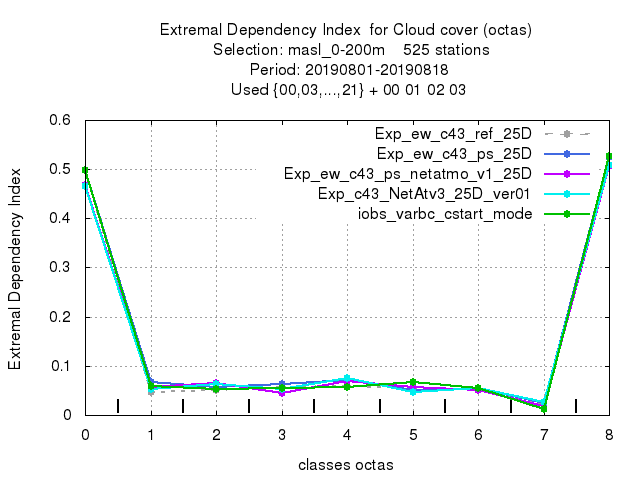 Extremal Dependency Index  for Cloud cover (octas)
Selection: masl_0-200m    525 stations
Period: 20190801-20190818
Used {00,03,...,21} + 00 01 02 03
Extremal Dependency Index
0.6
0.5
0.4
0.3
0.2
0.1
0
Exp_ew_c43_ref_25D
Exp_ew_c43_ps_25D
Exp_ew_c43_ps_netatmo_v1_25D
Exp_c43_NetAtv3_25D_ver01
iobs_varbc_cstart_mode
0 1 2 3 4 5 6 7 8
classes octas